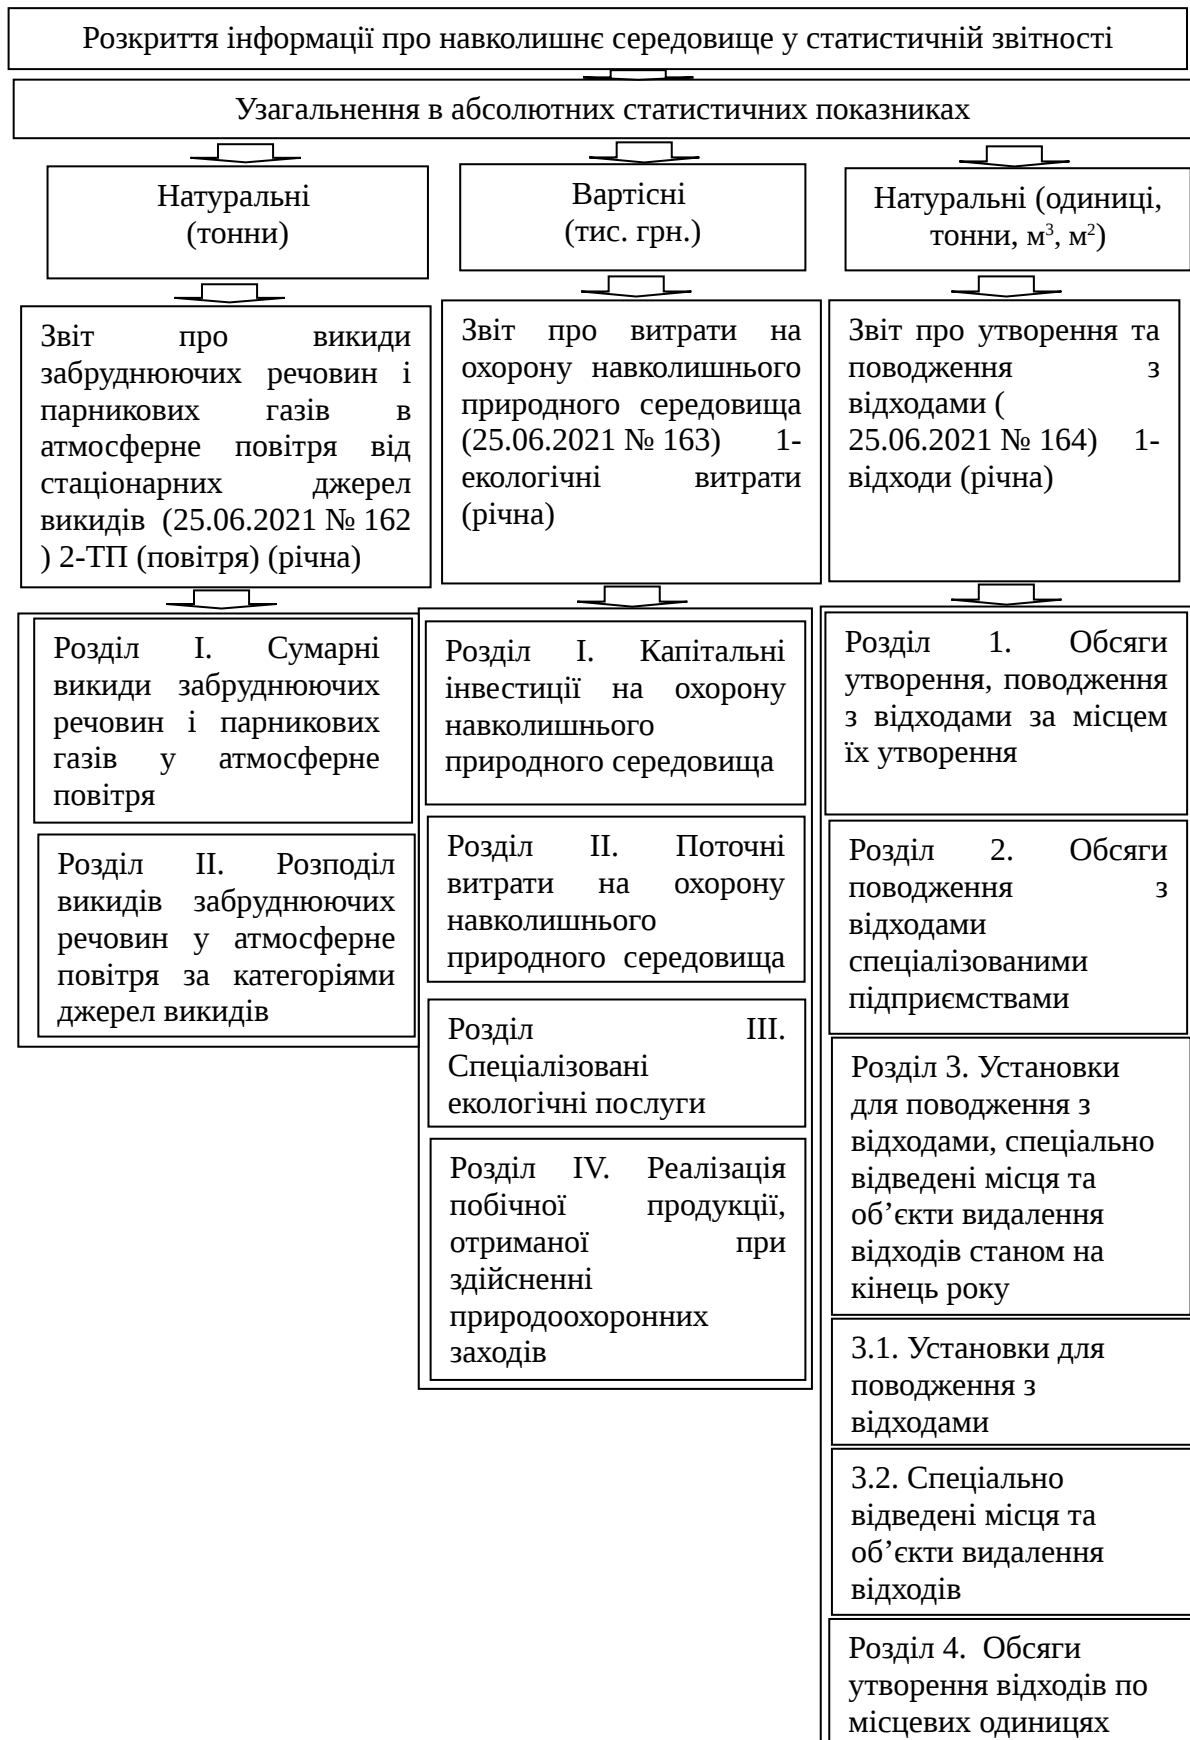 Розкриття інформації про навколишнє середовище у статистичній звітності
Узагальнення в абсолютних статистичних показниках
Натуральні
(тонни)
Вартісні
(тис. грн.)
Натуральні (одиниці,
тонни, м³, м²)
Звіт про викиди
забруднюючих речовин і
парникових газів в
атмосферне повітря від
стаціонарних джерел
викидів (25.06.2021 № 162
) 2-ТП (повітря) (річна)
Звіт про витрати на
охорону навколишнього
природного середовища
(25.06.2021 № 163) 1-
екологічні витрати
(річна)
Звіт про утворення та
поводження з
відходами (
25.06.2021 № 164) 1-
відходи (річна)
Розділ I. Сумарні
викиди забруднюючих
речовин і парникових
газів у атмосферне
повітря
Розділ II. Розподіл
викидів забруднюючих
речовин у атмосферне
повітря за категоріями
джерел викидів
Розділ I. Капітальні
інвестиції на охорону
навколишнього
природного середовища
Розділ II. Поточні
витрати на охорону
навколишнього
природного середовища
Розділ III.
Спеціалізовані
екологічні послуги
Розділ IV. Реалізація
побічної продукції,
отриманої при
здійсненні
природоохоронних
заходів
Розділ 1. Обсяги
утворення, поводження
з відходами за місцем
їх утворення
Розділ 2. Обсяги
поводження з
відходами
спеціалізованими
підприємствами
Розділ 3. Установки
для поводження з
відходами, спеціально
відведені місця та
об’єкти видалення
відходів станом на
кінець року
3.1. Установки для
поводження з
відходами
3.2. Спеціально
відведені місця та
об’єкти видалення
відходів
Розділ 4. Обсяги
утворення відходів по
місцевих одиницях